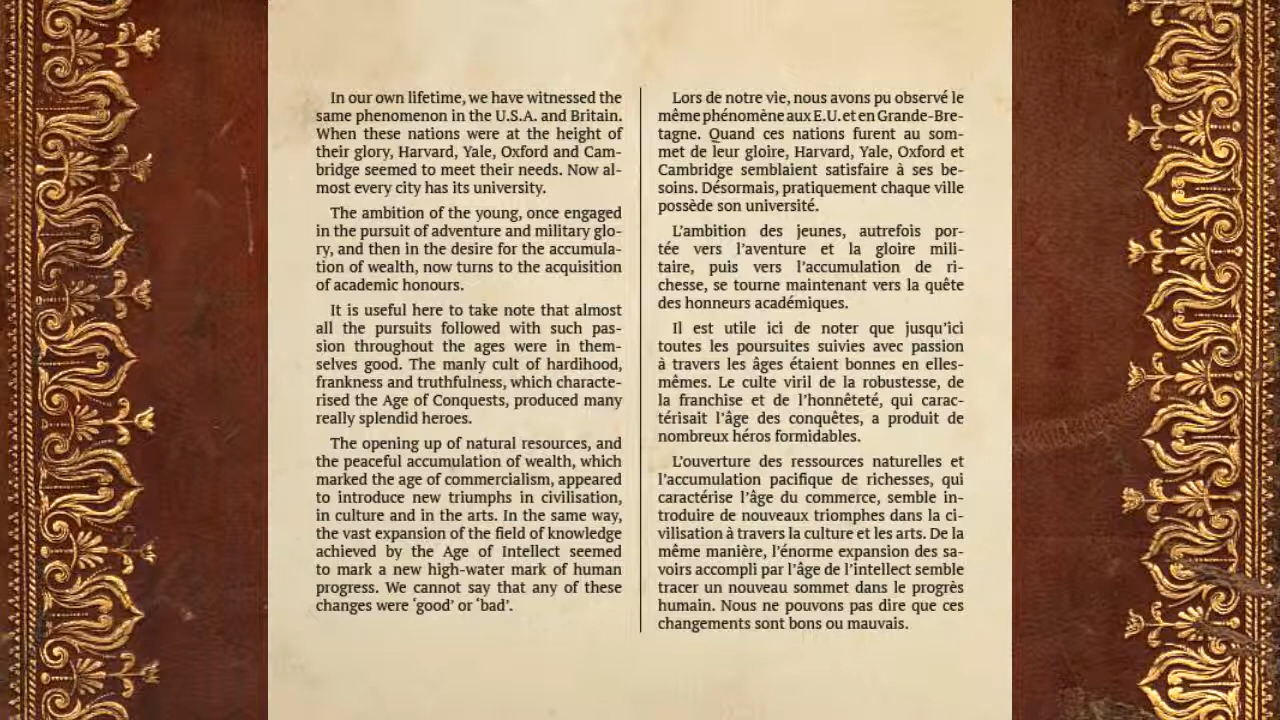 In our own lifetime, we have witnessed the
same phenomenon in the U.S.A. and Britain.
When these nations were at the height of
their glory, Harvard, Yale, Oxford and Cam-
bridge seemed to meet their needs. Now al-
most every city has its university.
The ambition of the young, once engaged
in the pursuit of adventure and military glo-
ry, and then in the desire for the accumula-
tion of wealth, now turns to the acquisition
of academic honours.
It is useful here to take note that almost
all the pursuits followed with such pas-
sion throughout the ages were in them-
selves good. The manly cult of hardihood,
frankness and truthfulness, which characte-
rised the Age of Conquests, produced many
really splendid heroes.
The opening up of natural resources, and
the peaceful accumulation of wealth, which
marked the age of commercialism, appeared
to introduce new triumphs in civilisation,
in culture and in the arts. In the same way,
the vast expansion of the field of knowledge
achieved by the Age of Intellect seemed
to mark a new high-water mark of human
progress. We cannot say that any of these
changes were ‘good’ or ‘bad’.
Lors de notre vie, nous avons pu observé le
même phénomène aux E.U. et en Grande-Bre-
tagne. Quand ces nations furent au som-
met de leur gloire, Harvard, Yale, Oxford et
Cambridge semblaient satisfaire à ses be-
soins. Désormais, pratiquement chaque ville
possède son université.
L’ambition des jeunes, autrefois por-
tée vers l’aventure et la gloire mili-
taire, puis vers l’accumulation de ri-
chesse, se tourne maintenant vers la quête
des honneurs académiques.
Il est utile ici de noter que jusqu’ici
toutes les poursuites suivies avec passion
à travers les âges étaient bonnes en elles-
mêmes. Le culte viril de la robustesse, de
la franchise et de l’honnêteté, qui carac-
térisait l’âge des conquêtes, a produit de
nombreux héros formidables.
L’ouverture des ressources naturelles et
l’accumulation pacifique de richesses, qui
caractérise l’âge du commerce, semble in-
troduire de nouveaux triomphes dans la ci-
vilisation à travers la culture et les arts. De la
même manière, l’énorme expansion des sa-
voirs accompli par l’âge de l’intellect semble
tracer un nouveau sommet dans le progrès
humain. Nous ne pouvons pas dire que ces
changements sont bons ou mauvais.